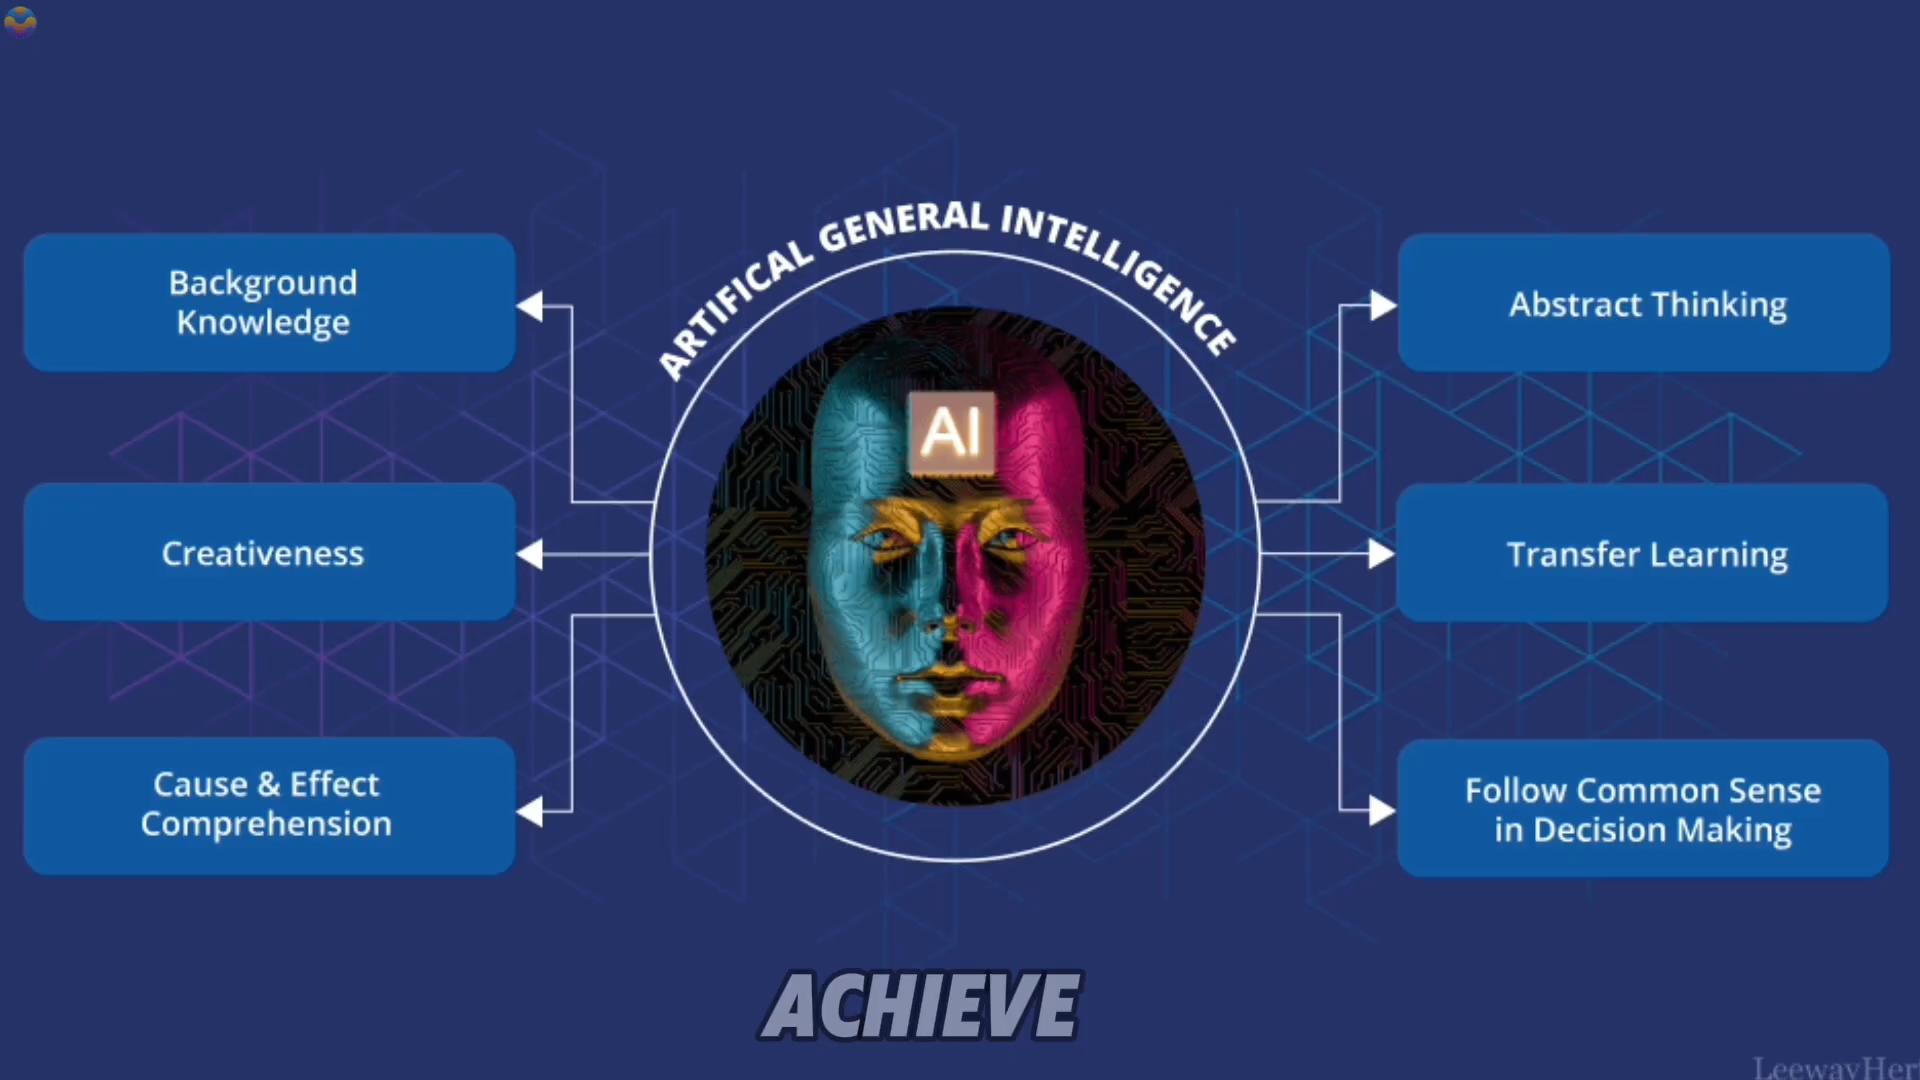 ARTIFICAL GENERAL INTELLIGENCE
AI
Background
Knowledge
Creativeness
Cause & Effect
Comprehension
Abstract Thinking
Transfer Learning
Follow Common Sense
in Decision Making
ACHIEVE
LeewayHer